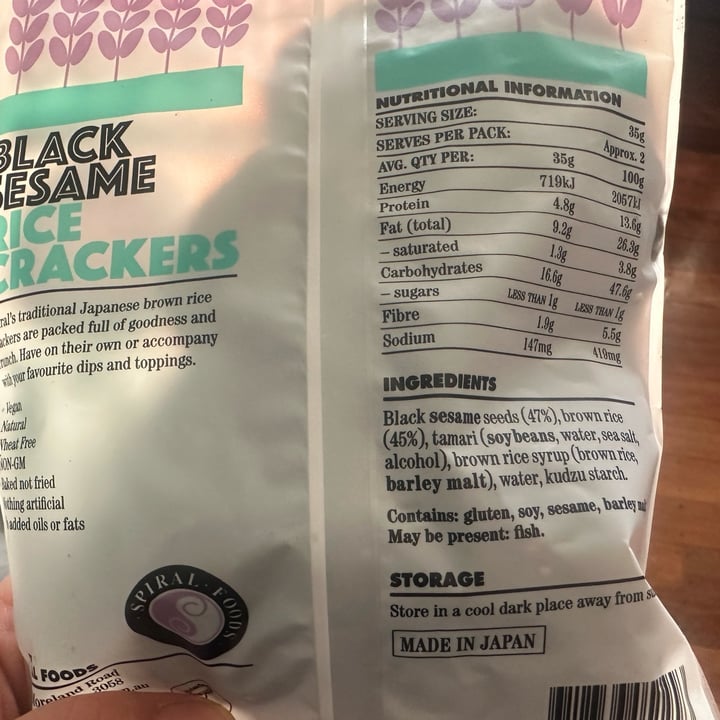 BLACK
SESAME
RICE
CRACKERS
traditional Japanese brown rice
are packed full of goodness and
Have on their own or accompany
with your favourite dips and toppings.
- Vegan
Natural
Wheat Free
NON-GM
Baked not fried
Nothing artificial
added oils or fats
SPIRAL · FOODS
FOODS
Road
3058
NUTRITIONAL INFORMATION
SERVING SIZE: 35g
SERVES PER PACK: Approx. 2
AVG. QTY PER: 35g 100g
Energy 719kJ 2057kJ
Protein 4.8g 13.6g
Fat (total) 9.2g 26.3g
– saturated 1.3g 3.8g
Carbohydrates 16.6g 47.6g
– sugars LESS THAN 1g LESS THAN 1g
Fibre 1.9g 5.5g
Sodium 147mg 419mg
INGREDIENTS
Black sesame seeds (47%), brown rice
(45%), tamari (soybeans, water, sea salt,
alcohol), brown rice syrup (brown rice,
barley malt), water, kudzu starch.
Contains: gluten, soy, sesame, barley
May be present: fish.
STORAGE
Store in a cool dark place away from
MADE IN JAPAN